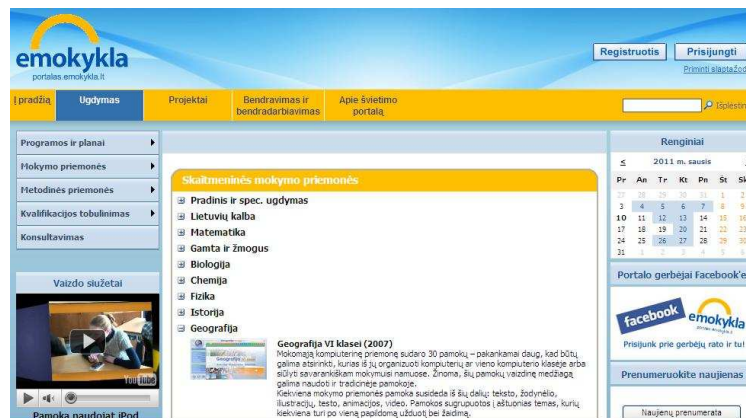 emokykla
portalas.emokykla.lt
Registruotis
Prisijungti
Priminti slaptažod
Į pradžią
Ugdymas
Projektai
Bendravimas ir
bendradarbiavimas
Apie švietimo
portalą
Išplėstin
Programos ir planai
Mokymo priemonės
Metodinės priemonės
Kvalifikacijos tobulinimas
Konsultavimas
Vaizdo siužetai
YouTube
Pamoka naudojat iPod
Skaitmeninės mokymo priemonės
Pradinis ir spec. ugdymas
Lietuvių kalba
Matematika
Gamta ir žmogus
Biologija
Chemija
Fizika
Istorija
Geografija
Geografija VI klasei (2007)
Mokomąją kompiuterinę priemonę sudaro 30 pamokų – pakankamai daug, kad būtų
galima atsirinkti, kurias iš jų organizuoti kompiuterių ar vieno kompiuterio klasėje arba
siūlyti savarankiškam mokymuisi namuose. Žinoma, šių pamokų vaizdinę medžiagą
galima naudoti ir tradicinėje pamokoje.
Kiekviena mokymo priemonės pamoka susideda iš šių dalių: teksto, žodynėlio,
iliustracijų, testo, animacijos, video. Pamokos sugrupuotos į aštuonias temas, kurių
kiekviena turi po vieną papildomą užduotį bei žaidimą.
Renginiai
≤ 2011 m. sausis
Pr An Tr Kt Pn Št Sk
27 28 29 30 31 1 2
3 4 5 6 7 8 9
10 11 12 13 14 15 16
17 18 19 20 21 22 23
24 25 26 27 28 29 30
31 1 2 3 4 5 6
Portalo gerbėjai Facebook'e
facebook
emokykla
Prisijunk prie gerbėjų rato ir tu!
Prenumeruokite naujienas
Naujienų prenumerata